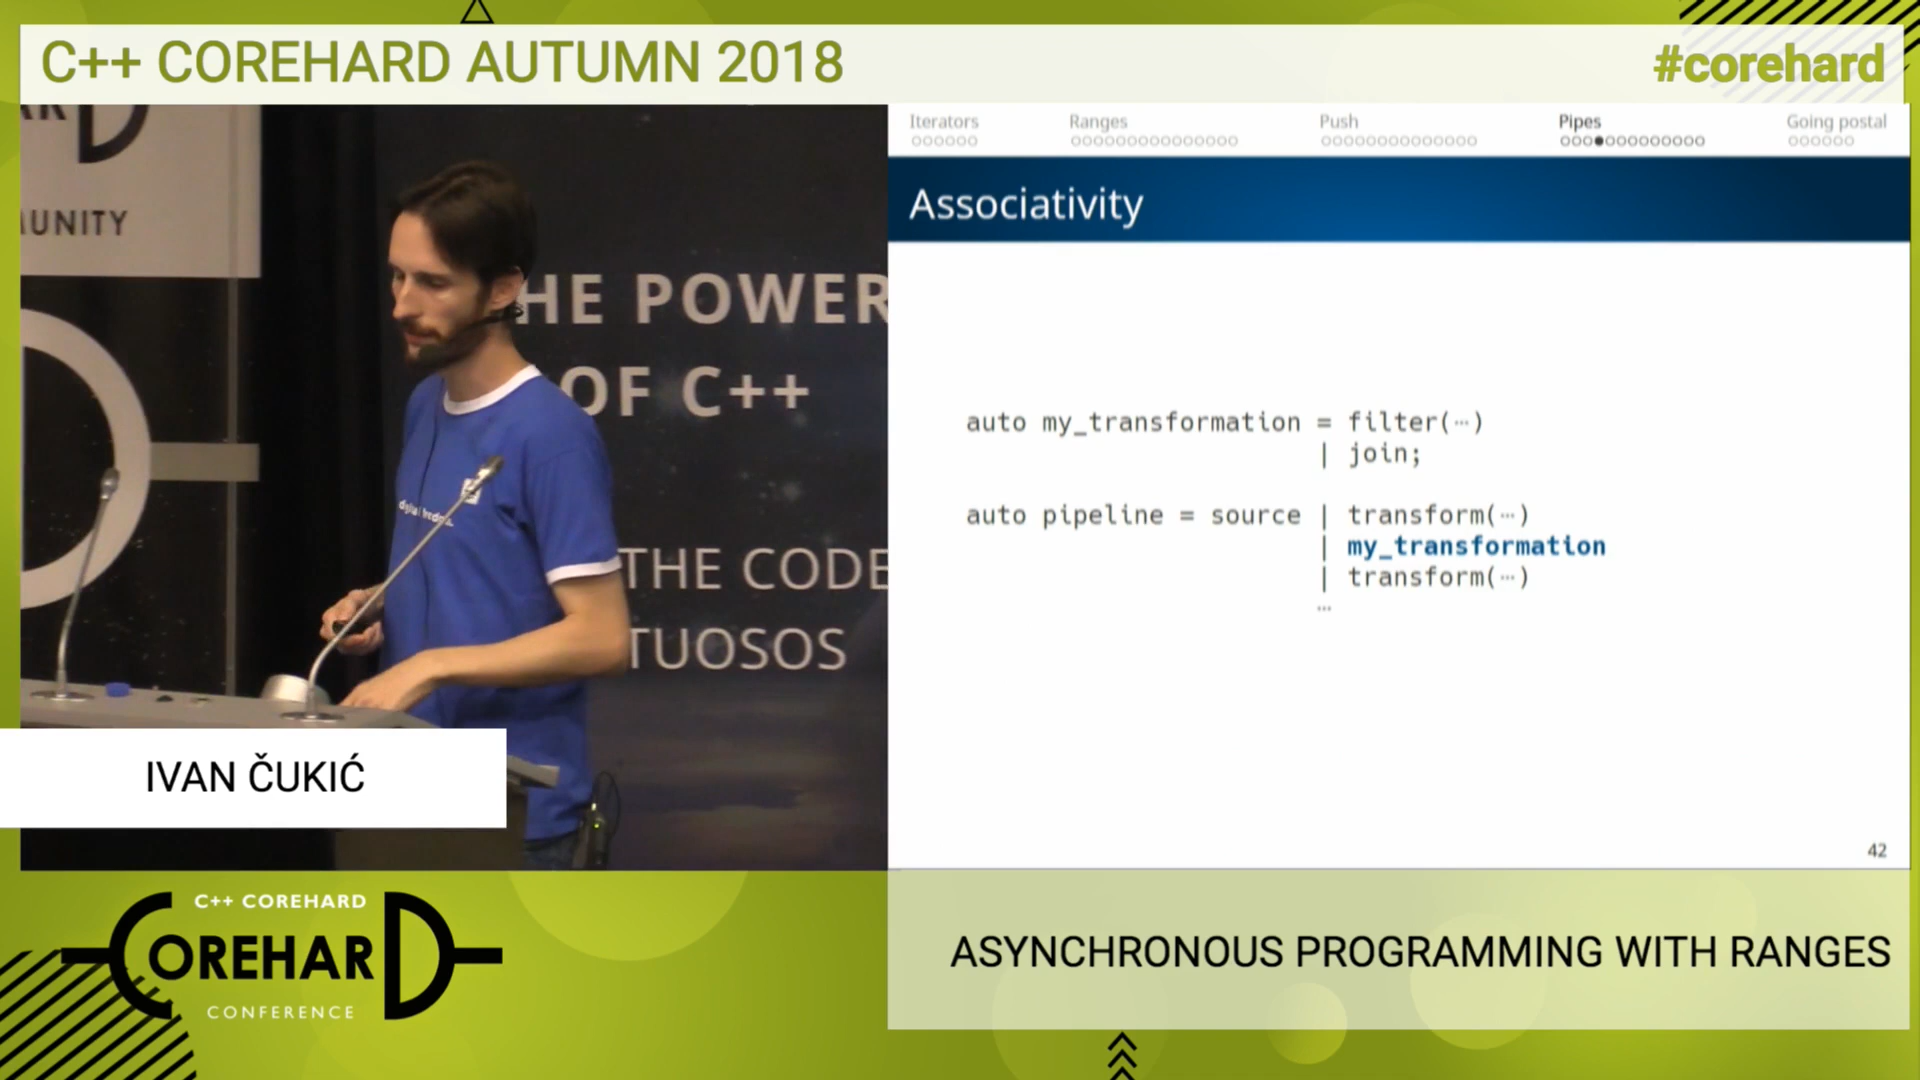 C++ COREHARD AUTUMN 2018
#corehard
UNITY
HE POWER
OF C++
THE CODE
TUOSOS
Iterators
Ranges
Push
Pipes
Going postal
Associativity
auto my_transformation = filter(⋯)
| join;
auto pipeline = source | transform(⋯)
| my_transformation
| transform(⋯)
…
42
IVAN ČUKIĆ
C++ COREHARD
COREHARD
CONFERENCE
ASYNCHRONOUS PROGRAMMING WITH RANGES